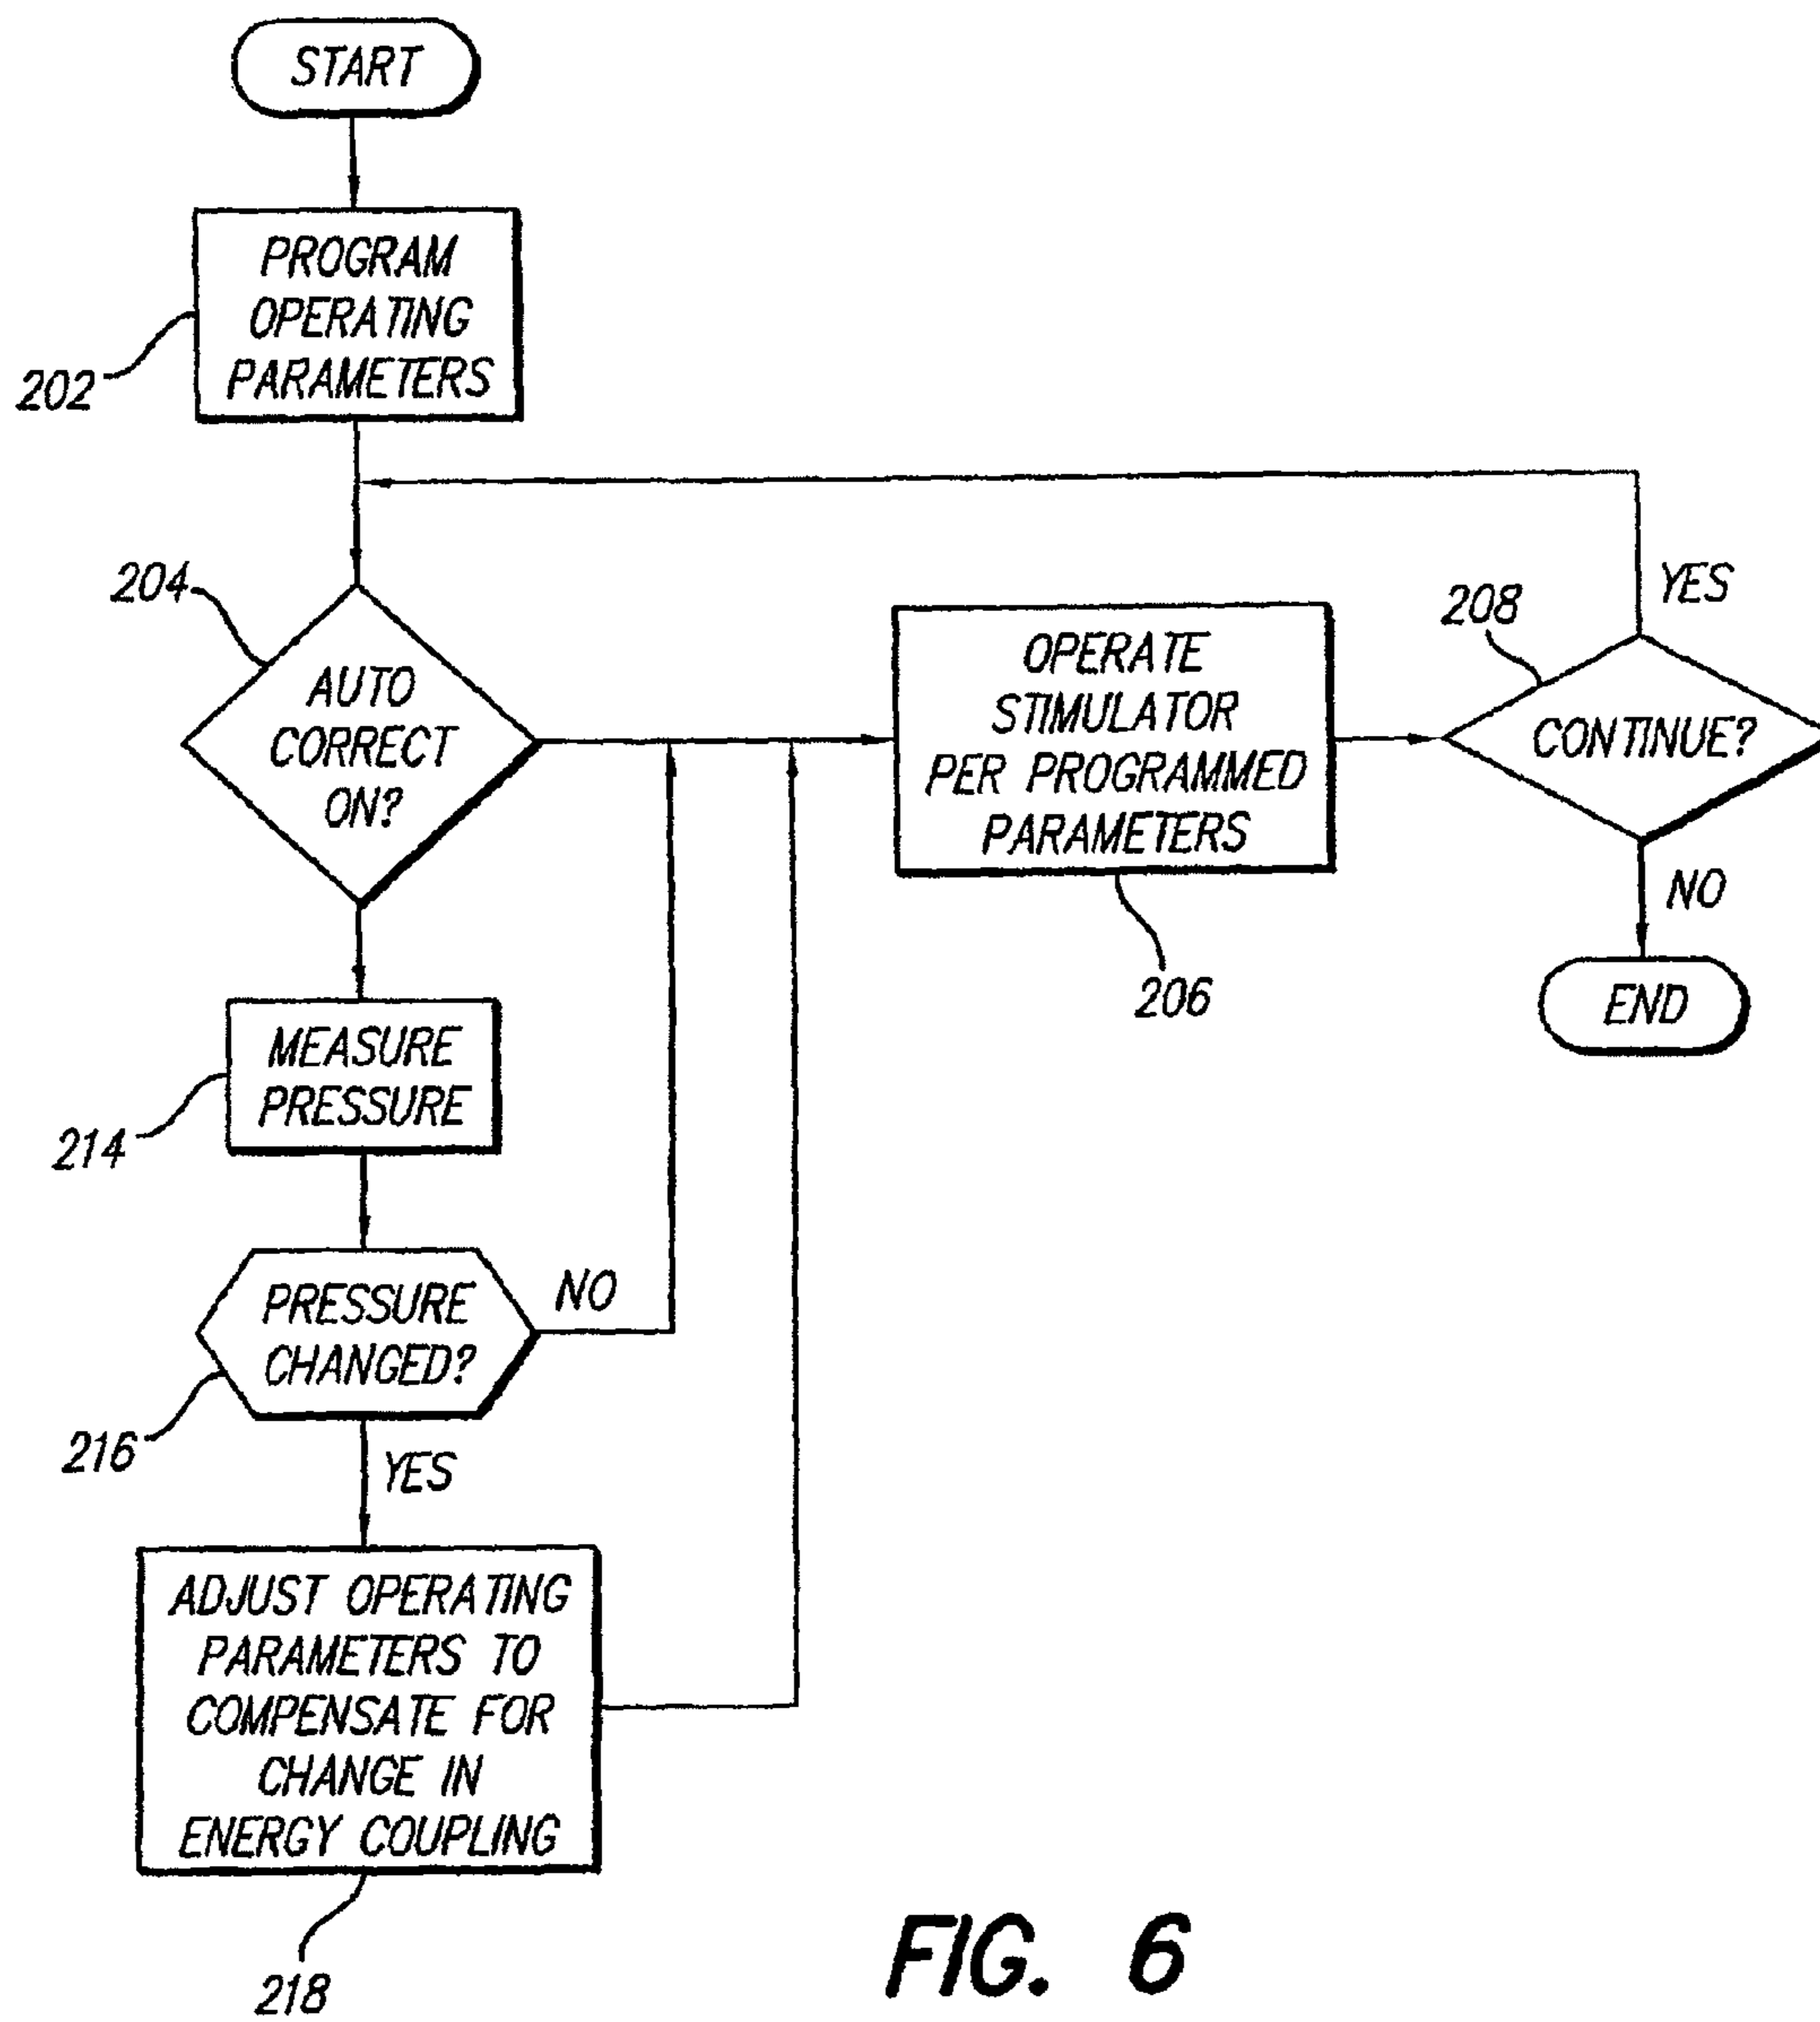 START
PROGRAM
OPERATING
PARAMETERS
202
204
AUTO
CORRECT
ON?
OPERATE
STIMULATOR
PER PROGRAMMED
PARAMETERS
206
208
YES
CONTINUE?
NO
END
MEASURE
PRESSURE
214
PRESSURE
CHANGED?
NO
216
YES
ADJUST OPERATING
PARAMETERS TO
COMPENSATE FOR
CHANGE IN
ENERGY COUPLING
218
FIG. 6